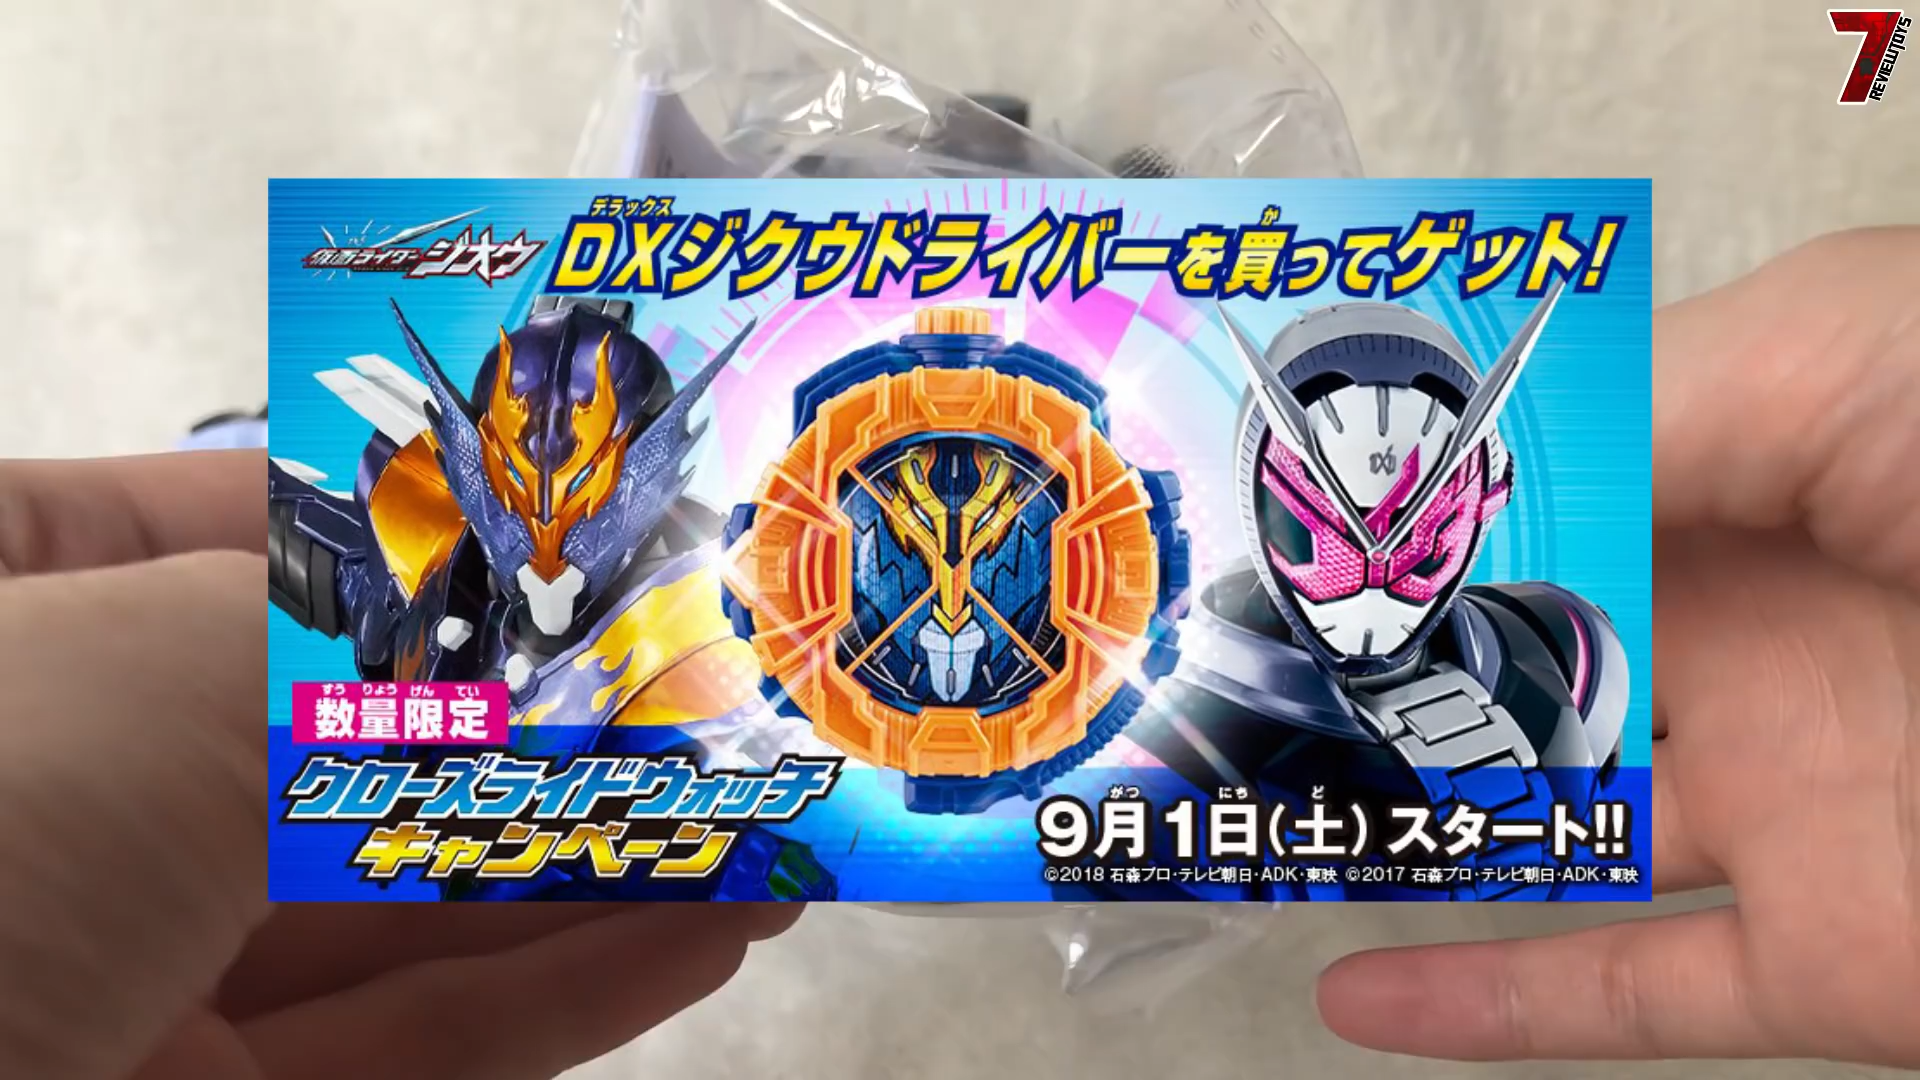 7
REVIEWTOYS
デラックス
仮面ライダージオウ
DXジクウドライバーを買ってゲット!
か
すうりょうげんてい
数量限定
クローズライドウォッチ
キャンペーン
がつ にち ど
9月1日(土)スタート!!
©2018 石森プロ・テレビ朝日・ADK・東映 ©2017 石森プロ・テレビ朝日・ADK・東映